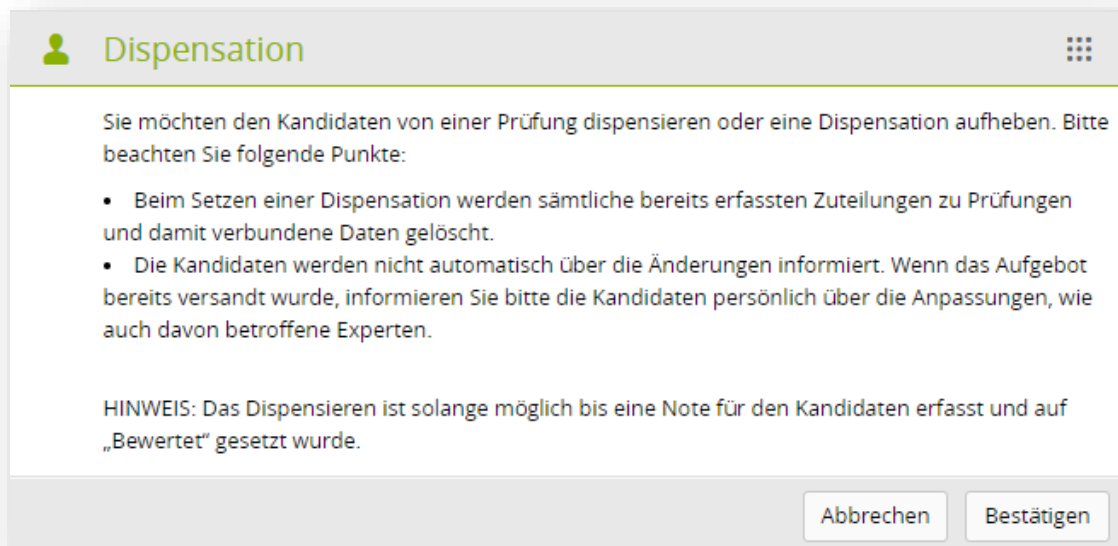 Dispensation
Sie möchten den Kandidaten von einer Prüfung dispensieren oder eine Dispensation aufheben. Bitte
beachten Sie folgende Punkte:
• Beim Setzen einer Dispensation werden sämtliche bereits erfassten Zuteilungen zu Prüfungen
und damit verbundene Daten gelöscht.
• Die Kandidaten werden nicht automatisch über die Änderungen informiert. Wenn das Aufgebot
bereits versandt wurde, informieren Sie bitte die Kandidaten persönlich über die Anpassungen, wie
auch davon betroffene Experten.
HINWEIS: Das Dispensieren ist solange möglich bis eine Note für den Kandidaten erfasst und auf
„Bewertet“ gesetzt wurde.
Abbrechen Bestätigen